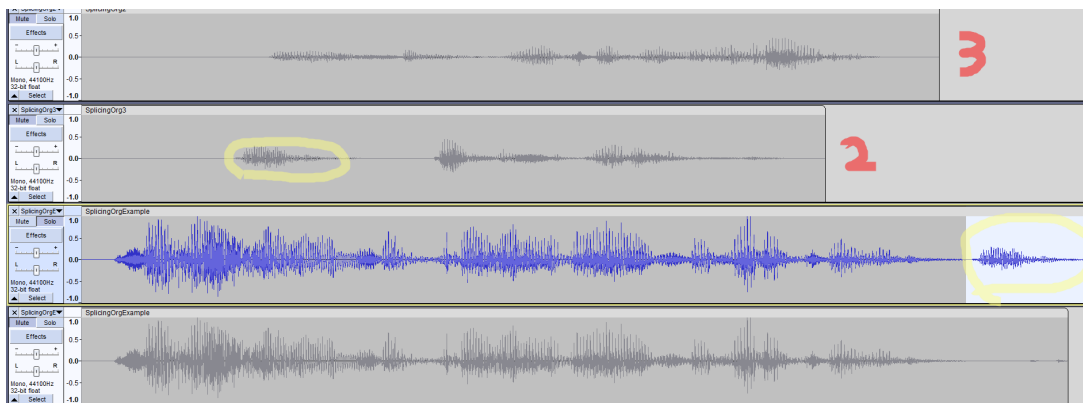 × SplicingOrg2▼ SplicingOrg2
Mute Solo
Effects
- +
L R
Mono, 44100Hz
32-bit float
▲ Select
1.0
0.5-
0.0-
-0.5-
-1.0
3
× SplicingOrg3▼ SplicingOrg3
Mute Solo
Effects
- +
L R
Mono, 44100Hz
32-bit float
▲ Select
1.0
0.5-
0.0-
-0.5-
-1.0
2
× SplicingOrgE▼ SplicingOrgExample
Mute Solo
Effects
- +
L R
Mono, 44100Hz
32-bit float
▲ Select
1.0
0.5-
0.0-
-0.5-
-1.0
× SplicingOrgE▼ SplicingOrgExample
Mute Solo
Effects
- +
L R
Mono, 44100Hz
32-bit float
▲ Select
1.0
0.5-
0.0-
-0.5-
-1.0